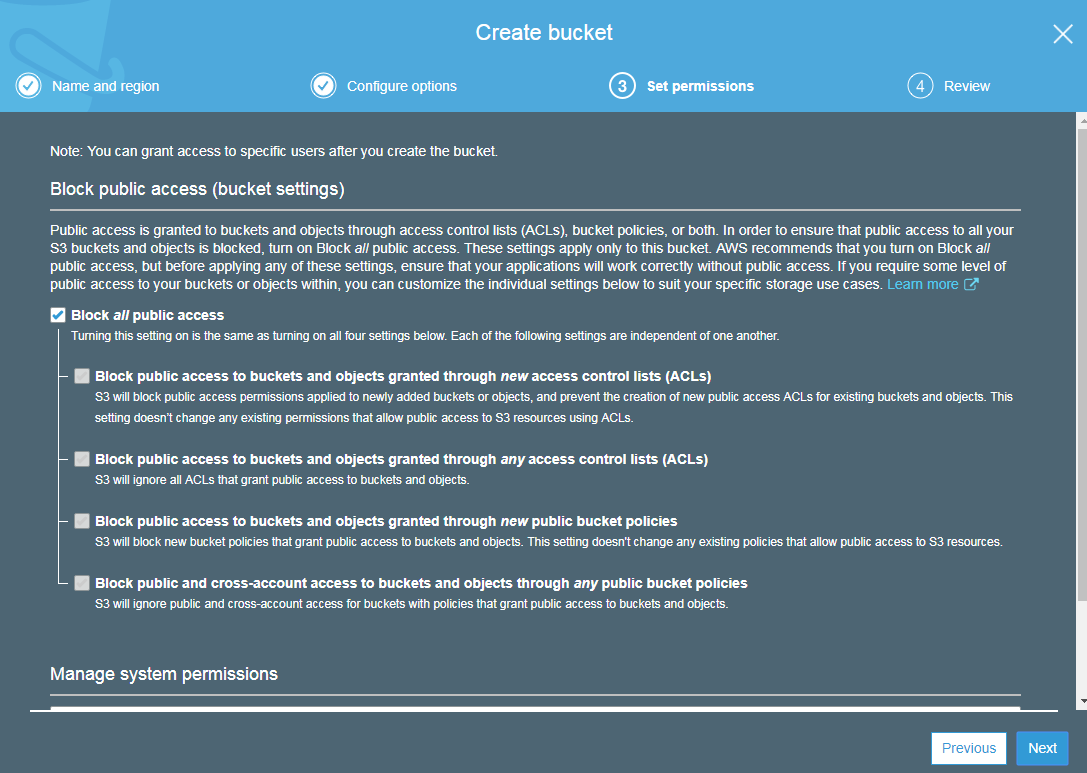 Create bucket
Name and region
Configure options
3 Set permissions
4 Review
Note: You can grant access to specific users after you create the bucket.
Block public access (bucket settings)
Public access is granted to buckets and objects through access control lists (ACLs), bucket policies, or both. In order to ensure that public access to all your
S3 buckets and objects is blocked, turn on Block all public access. These settings apply only to this bucket. AWS recommends that you turn on Block all
public access, but before applying any of these settings, ensure that your applications will work correctly without public access. If you require some level of
public access to your buckets or objects within, you can customize the individual settings below to suit your specific storage use cases. Learn more
Block all public access
Turning this setting on is the same as turning on all four settings below. Each of the following settings are independent of one another.
Block public access to buckets and objects granted through new access control lists (ACLs)
S3 will block public access permissions applied to newly added buckets or objects, and prevent the creation of new public access ACLs for existing buckets and objects. This
setting doesn't change any existing permissions that allow public access to S3 resources using ACLs.
Block public access to buckets and objects granted through any access control lists (ACLs)
S3 will ignore all ACLs that grant public access to buckets and objects.
Block public access to buckets and objects granted through new public bucket policies
S3 will block new bucket policies that grant public access to buckets and objects. This setting doesn't change any existing policies that allow public access to S3 resources.
Block public and cross-account access to buckets and objects through any public bucket policies
S3 will ignore public and cross-account access for buckets with policies that grant public access to buckets and objects.
Manage system permissions
Previous
Next